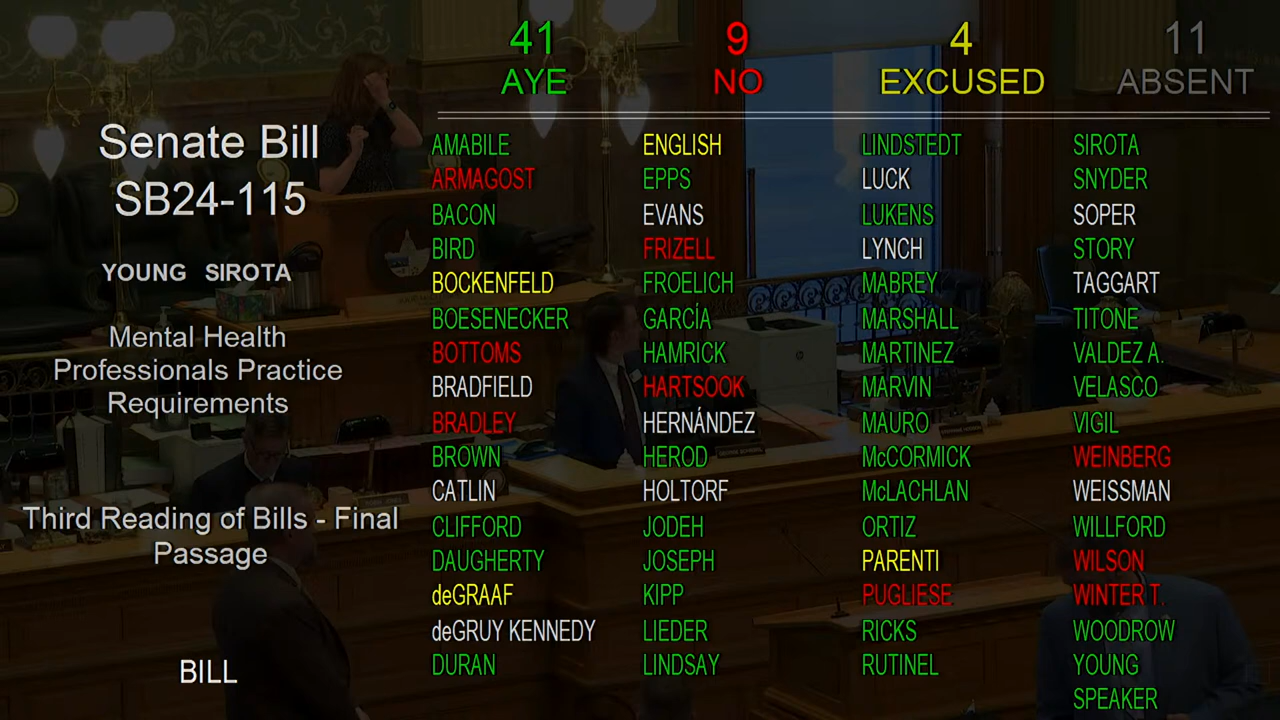 41 9 4 11
AYE NO EXCUSED ABSENT
Senate Bill
SB24-115
YOUNG SIROTA
Mental Health
Professionals Practice
Requirements
Third Reading of Bills - Final
Passage
BILL
AMABILE
ARMAGOST
BACON
BIRD
BOCKENFELD
BOESENECKER
BOTTOMS
BRADFIELD
BRADLEY
BROWN
CATLIN
CLIFFORD
DAUGHERTY
deGRAAF
deGRUY KENNEDY
DURAN
ENGLISH
EPPS
EVANS
FRIZELL
FROELICH
GARCÍA
HAMRICK
HARTSOOK
HERNÁNDEZ
HEROD
HOLTORF
JODEH
JOSEPH
KIPP
LIEDER
LINDSAY
LINDSTEDT
LUCK
LUKENS
LYNCH
MABREY
MARSHALL
MARTINEZ
MARVIN
MAURO
McCORMICK
McLACHLAN
ORTIZ
PARENTI
PUGLIESE
RICKS
RUTINEL
SIROTA
SNYDER
SOPER
STORY
TAGGART
TITONE
VALDEZ A.
VELASCO
VIGIL
WEINBERG
WEISSMAN
WILLFORD
WILSON
WINTER T.
WOODROW
YOUNG
SPEAKER